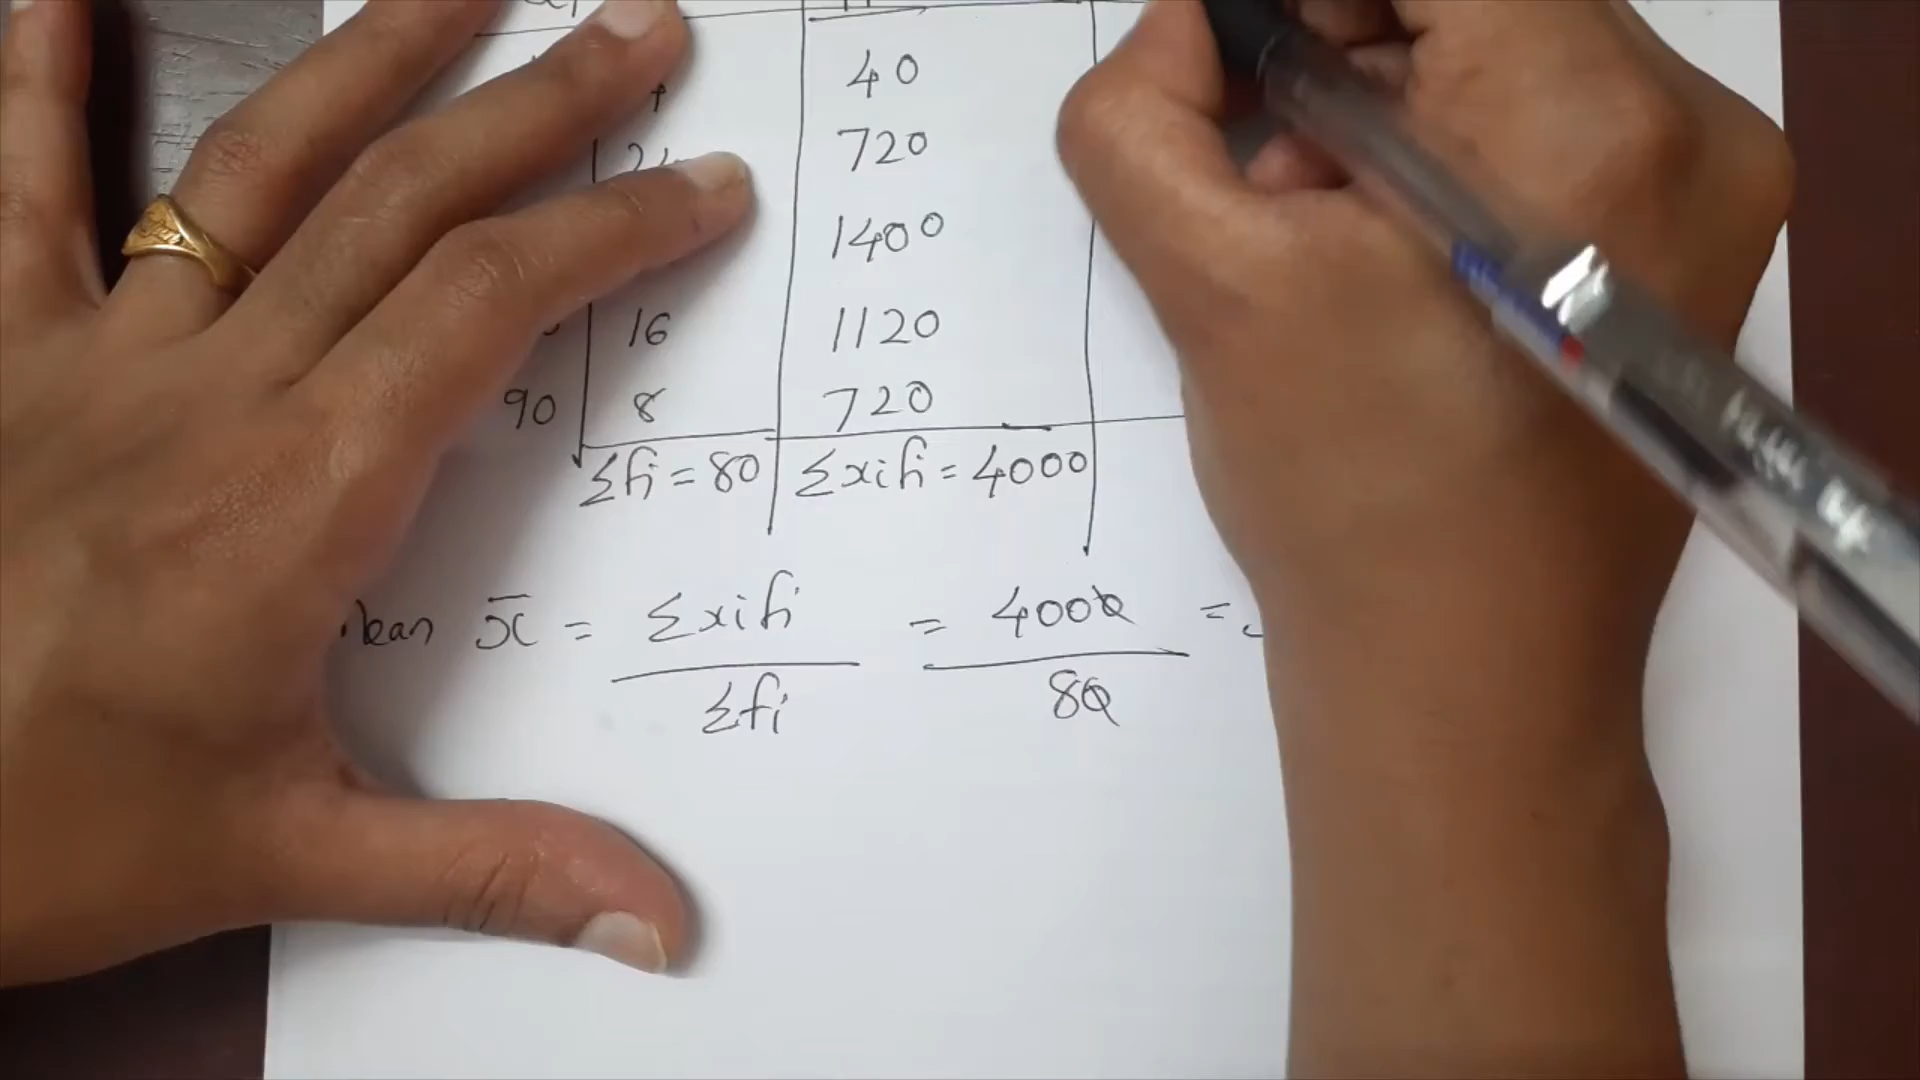 40
720
1400
16 1120
90 8 720
Σfi = 80 Σxifi = 4000
x̄ = Σxifi / Σfi = 4000 / 80 =